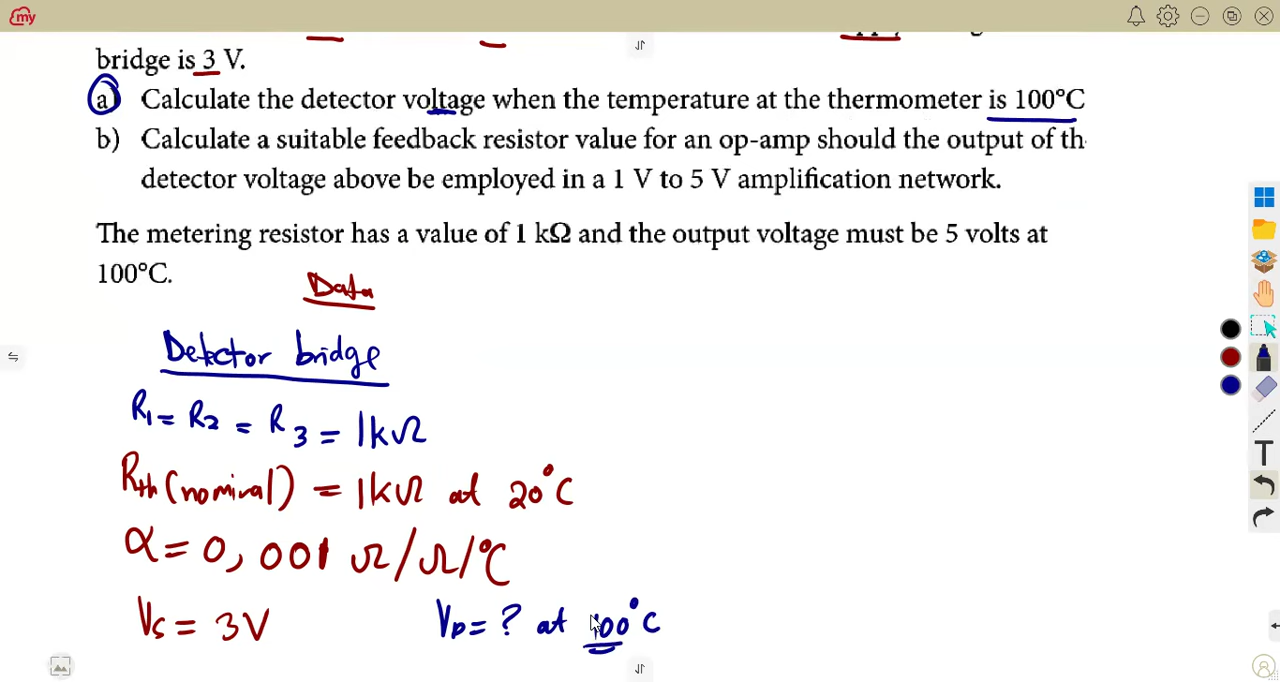 my
bridge is 3 V.
a) Calculate the detector voltage when the temperature at the thermometer is 100°C
b) Calculate a suitable feedback resistor value for an op-amp should the output of th
detector voltage above be employed in a 1 V to 5 V amplification network.
The metering resistor has a value of 1 kΩ and the output voltage must be 5 volts at
100°C.
Data
Detector bridge
R1 = R2 = R3 = 1kΩ
Rth (nominal) = 1kΩ at 20°C
α = 0,001 Ω/Ω/°C
Vs = 3V VD = ? at 100°C
T